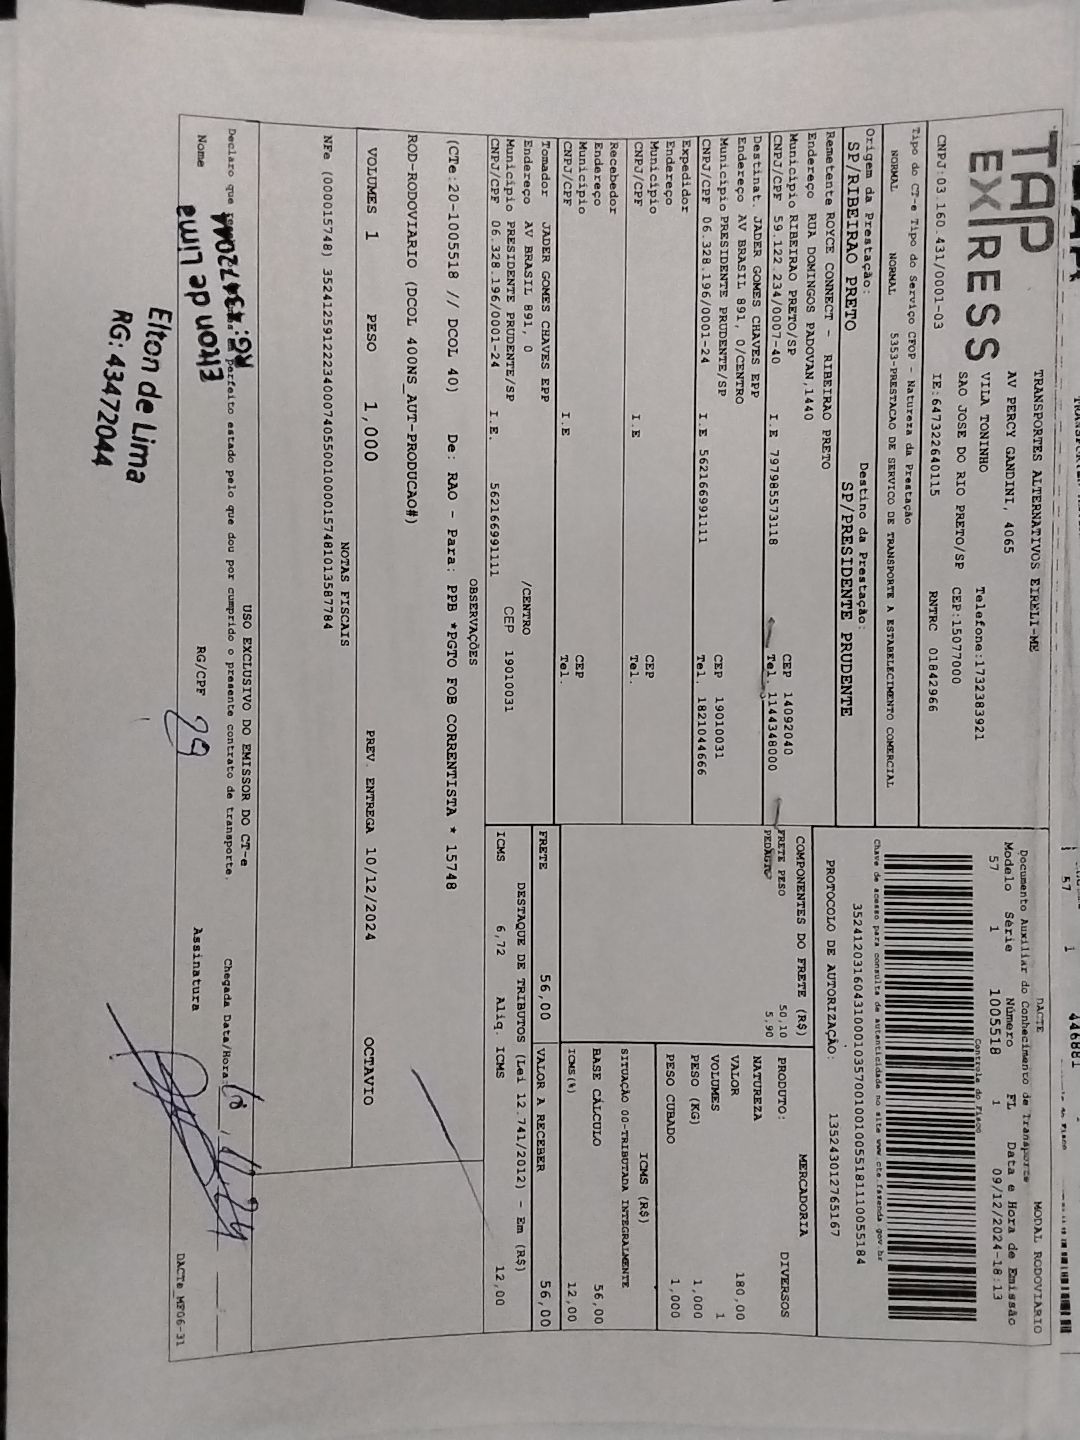 TAP
EXPRESS
TRANSPORTES ALTERNATIVOS EIRELI-ME
AV PERCY GANDINI, 4065
VILA TONINHO
Telefone:1732383921
SAO JOSE DO RIO PRETO/SP CEP:15077000
CNPJ:03.160.431/0001-03 IE:647322640115 RNTRC 01842966
Tipo do CT-e Tipo do Serviço CFOP - Natureza da Prestação
NORMAL NORMAL 5353-PRESTACAO DE SERVICO DE TRANSPORTE A ESTABELECIMENTO COMERCIAL
Origem da Prestação: Destino da Prestação:
SP/RIBEIRAO PRETO SP/PRESIDENTE PRUDENTE
DACTE MODAL RODOVIARIO
Documento Auxiliar do Conhecimento de Transporte
Modelo Série Número FL Data e Hora de Emissão
57 1 1005518 1 09/12/2024-18:13
Controle do Fisco
Chave de acesso para consulta de autenticidade no site www.cte.fazenda.gov.br
PROTOCOLO DE AUTORIZAÇÃO: 135243012765167
Remetente ROYCE CONNECT - RIBEIRAO PRETO
Endereço RUA DOMINGOS PADOVAN,1440
Município RIBEIRAO PRETO/SP CEP 14092040
CNPJ/CPF 59.122.234/0007-40 I.E 797985573118 Tel. 1144348000
Destinat. JADER GOMES CHAVES EPP
Endereço AV BRASIL 891, 0/CENTRO
Município PRESIDENTE PRUDENTE/SP CEP 19010031
CNPJ/CPF 06.328.196/0001-24 I.E 562166991111 Tel. 1821044666
Expedidor
Endereço
Município CEP
CNPJ/CPF I.E Tel.
Recebedor
Endereço
Município CEP
CNPJ/CPF I.E Tel.
Tomador JADER GOMES CHAVES EPP
Endereço AV BRASIL 891, 0 /CENTRO
Município PRESIDENTE PRUDENTE/SP CEP 19010031
CNPJ/CPF 06.328.196/0001-24 I.E. 562166991111
COMPONENTES DO FRETE (R$)
FRETE PESO 50,10
PEDAGIO 5,90
MERCADORIA
PRODUTO: DIVERSOS
NATUREZA
VALOR 180,00
VOLUMES 1
PESO (KG) 1,000
PESO CUBADO 1,000
ICMS (R$)
SITUAÇÃO 00-TRIBUTADA INTEGRALMENTE
BASE CÁLCULO 56,00
ICMS(%) 12,00
FRETE 56,00 VALOR A RECEBER 56,00
DESTAQUE DE TRIBUTOS (Lei 12.741/2012) - Em (R$)
ICMS 6,72 Aliq. ICMS 12,00
OBSERVAÇÕES
(CTe:20-1005518 // DCOL 40) De: RAO - Para: PPB *PGTO FOB CORRENTISTA * 15748
ROD-RODOVIARIO (DCOL 400NS_AUT-PRODUCAO#)
VOLUMES 1 PESO 1,000 PREV. ENTREGA 10/12/2024 OCTAVIO
NOTAS FISCAIS
USO EXCLUSIVO DO EMISSOR DO CT-e
Declaro que perfeito estado pelo que dou por cumprido o presente contrato de transporte.
Chegada Data/Hora: 10/12/24
Nome Elton de Lima RG:43472044 RG/CPF 29 Assinatura
DACTe_MF06-31
Elton de Lima
RG: 43472044